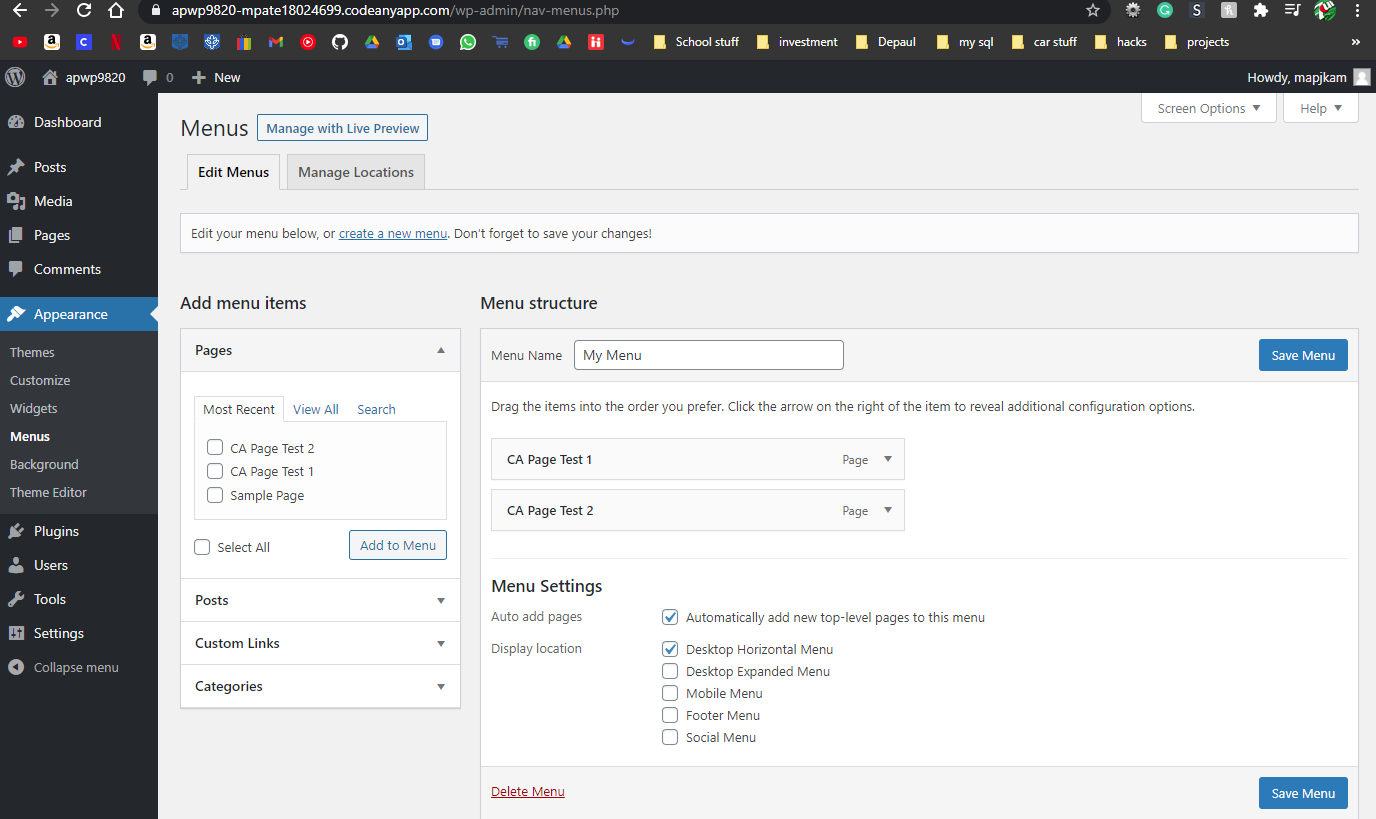 apwp9820-mpate18024699.codeanyapp.com/wp-admin/nav-menus.php
School stuff investment Depaul my sql car stuff hacks projects »
apwp9820 0 + New Howdy, mapjkam
Screen Options Help
Dashboard
Posts
Media
Pages
Comments
Appearance
Themes
Customize
Widgets
Menus
Background
Theme Editor
Plugins
Users
Tools
Settings
Collapse menu
Menus Manage with Live Preview
Edit Menus Manage Locations
Edit your menu below, or create a new menu. Don't forget to save your changes!
Add menu items
Pages
Most Recent View All Search
CA Page Test 2
CA Page Test 1
Sample Page
Select All Add to Menu
Posts
Custom Links
Categories
Menu structure
Menu Name My Menu Save Menu
Drag the items into the order you prefer. Click the arrow on the right of the item to reveal additional configuration options.
CA Page Test 1 Page
CA Page Test 2 Page
Menu Settings
Auto add pages Automatically add new top-level pages to this menu
Display location Desktop Horizontal Menu
Desktop Expanded Menu
Mobile Menu
Footer Menu
Social Menu
Delete Menu Save Menu